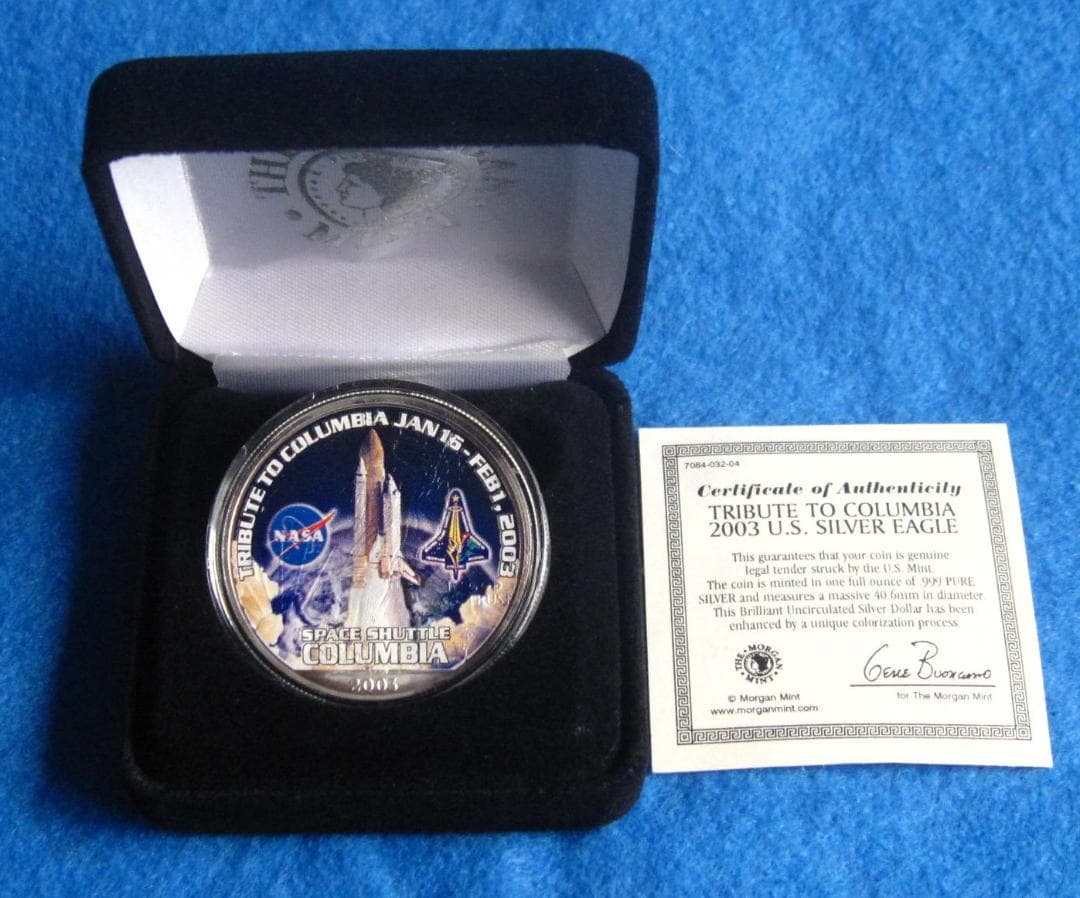 TRIBUTE TO COLUMBIA JAN 16 - FEB 1, 2003
NASA
TRUST
SPACE SHUTTLE
COLUMBIA
2003
7084-032-04
Certificate of Authenticity
TRIBUTE TO COLUMBIA
2003 U.S. SILVER EAGLE
This guarantees that your coin is genuine
legal tender struck by the U.S. Mint.
The coin is minted in one full ounce of .999 PURE
SILVER and measures a massive 40.6mm in diameter.
This Brilliant Uncirculated Silver Dollar has been
enhanced by a unique colorization process.
THE MORGAN
MINT
© Morgan Mint
www.morganmint.com
for The Morgan Mint